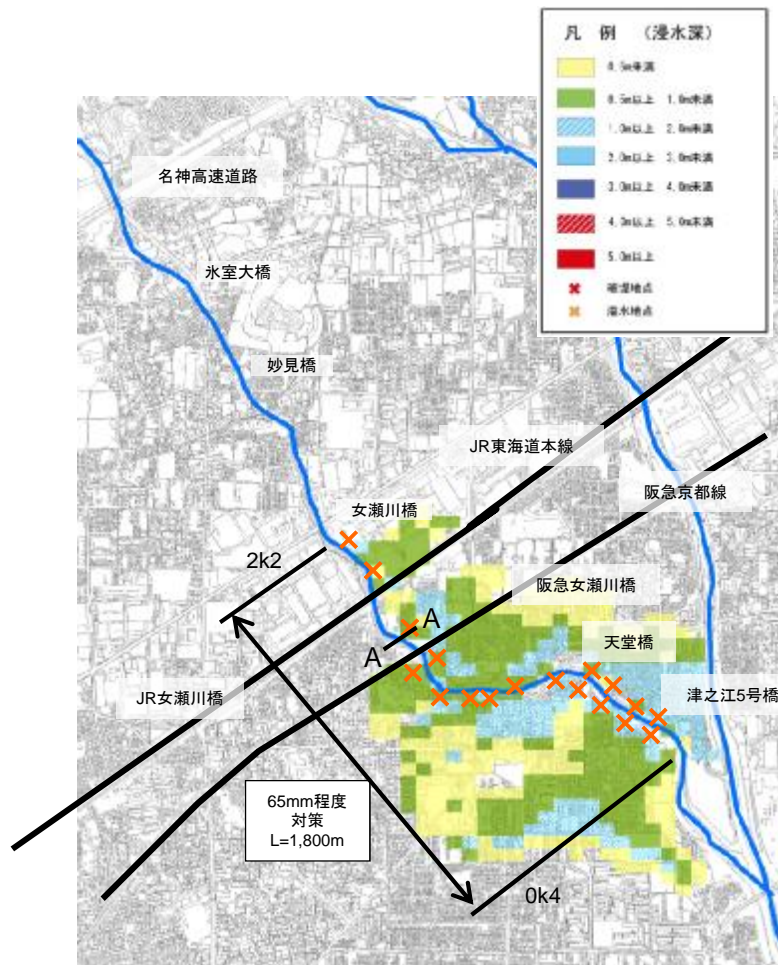 凡 例 (浸水深)
0.5m未満
0.5m以上 1.0m未満
1.0m以上 2.0m未満
2.0m以上 3.0m未満
3.0m以上 4.0m未満
4.0m以上 5.0m未満
5.0m以上
破堤地点
溢水地点
名神高速道路
氷室大橋
妙見橋
JR東海道本線
阪急京都線
女瀬川橋
2k2
阪急女瀬川橋
A
A
天堂橋
津之江5号橋
JR女瀬川橋
65mm程度
対策
L=1,800m
0k4